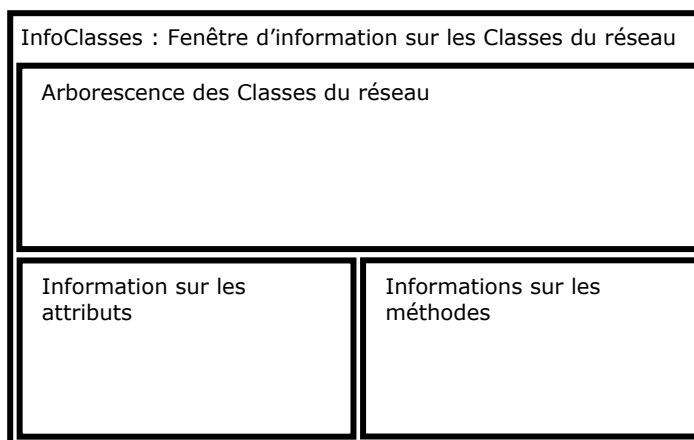 InfoClasses : Fenêtre d’information sur les Classes du réseau
Arborescence des Classes du réseau
Information sur les
attributs
Informations sur les
méthodes